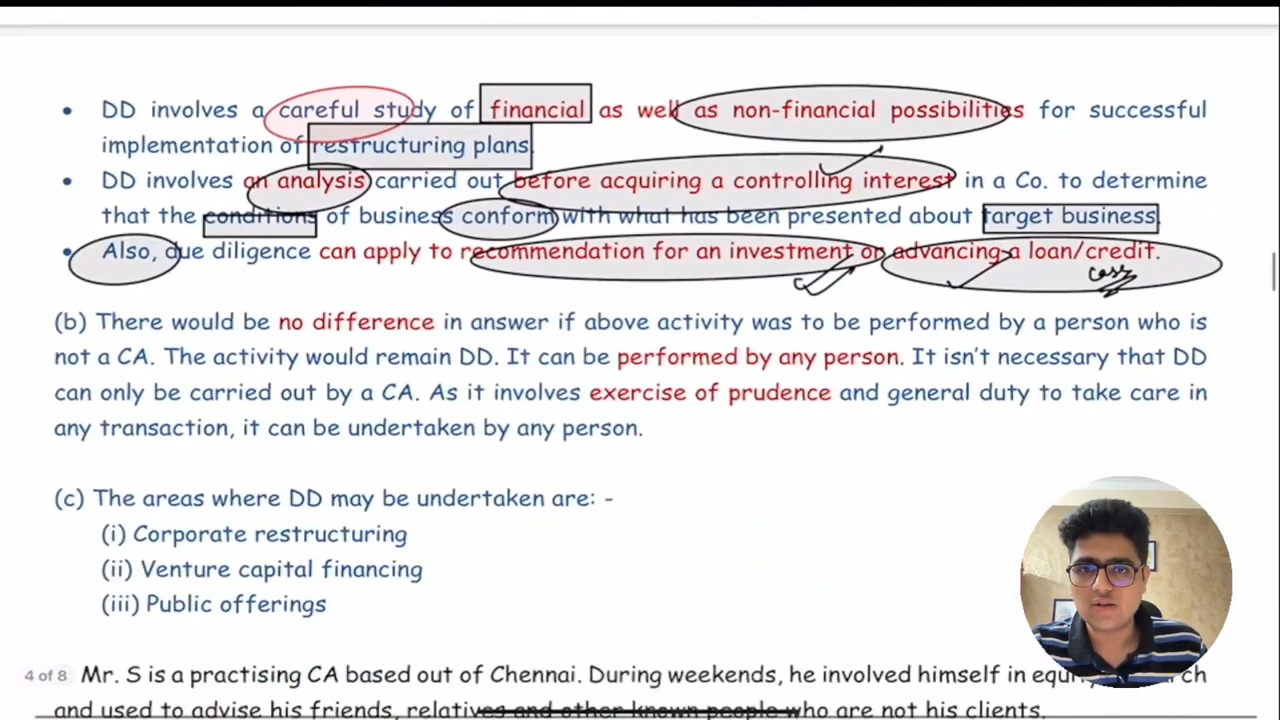 • DD involves a careful study of financial as well as non-financial possibilities for successful
implementation of restructuring plans.
• DD involves an analysis carried out before acquiring a controlling interest in a Co. to determine
that the conditions of business conform with what has been presented about target business.
• Also, due diligence can apply to recommendation for an investment or advancing a loan/credit.
(b) There would be no difference in answer if above activity was to be performed by a person who is
not a CA. The activity would remain DD. It can be performed by any person. It isn't necessary that DD
can only be carried out by a CA. As it involves exercise of prudence and general duty to take care in
any transaction, it can be undertaken by any person.
(c) The areas where DD may be undertaken are: -
(i) Corporate restructuring
(ii) Venture capital financing
(iii) Public offerings
4 of 8
Mr. S is a practising CA based out of Chennai. During weekends, he involved himself in
and used to advise his friends, relatives and other known people who are not his clients.